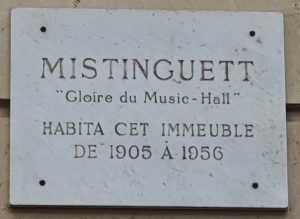 MISTINGUETT
"Gloire du Music-Hall"
HABITA CET IMMEUBLE
DE 1905 À 1956